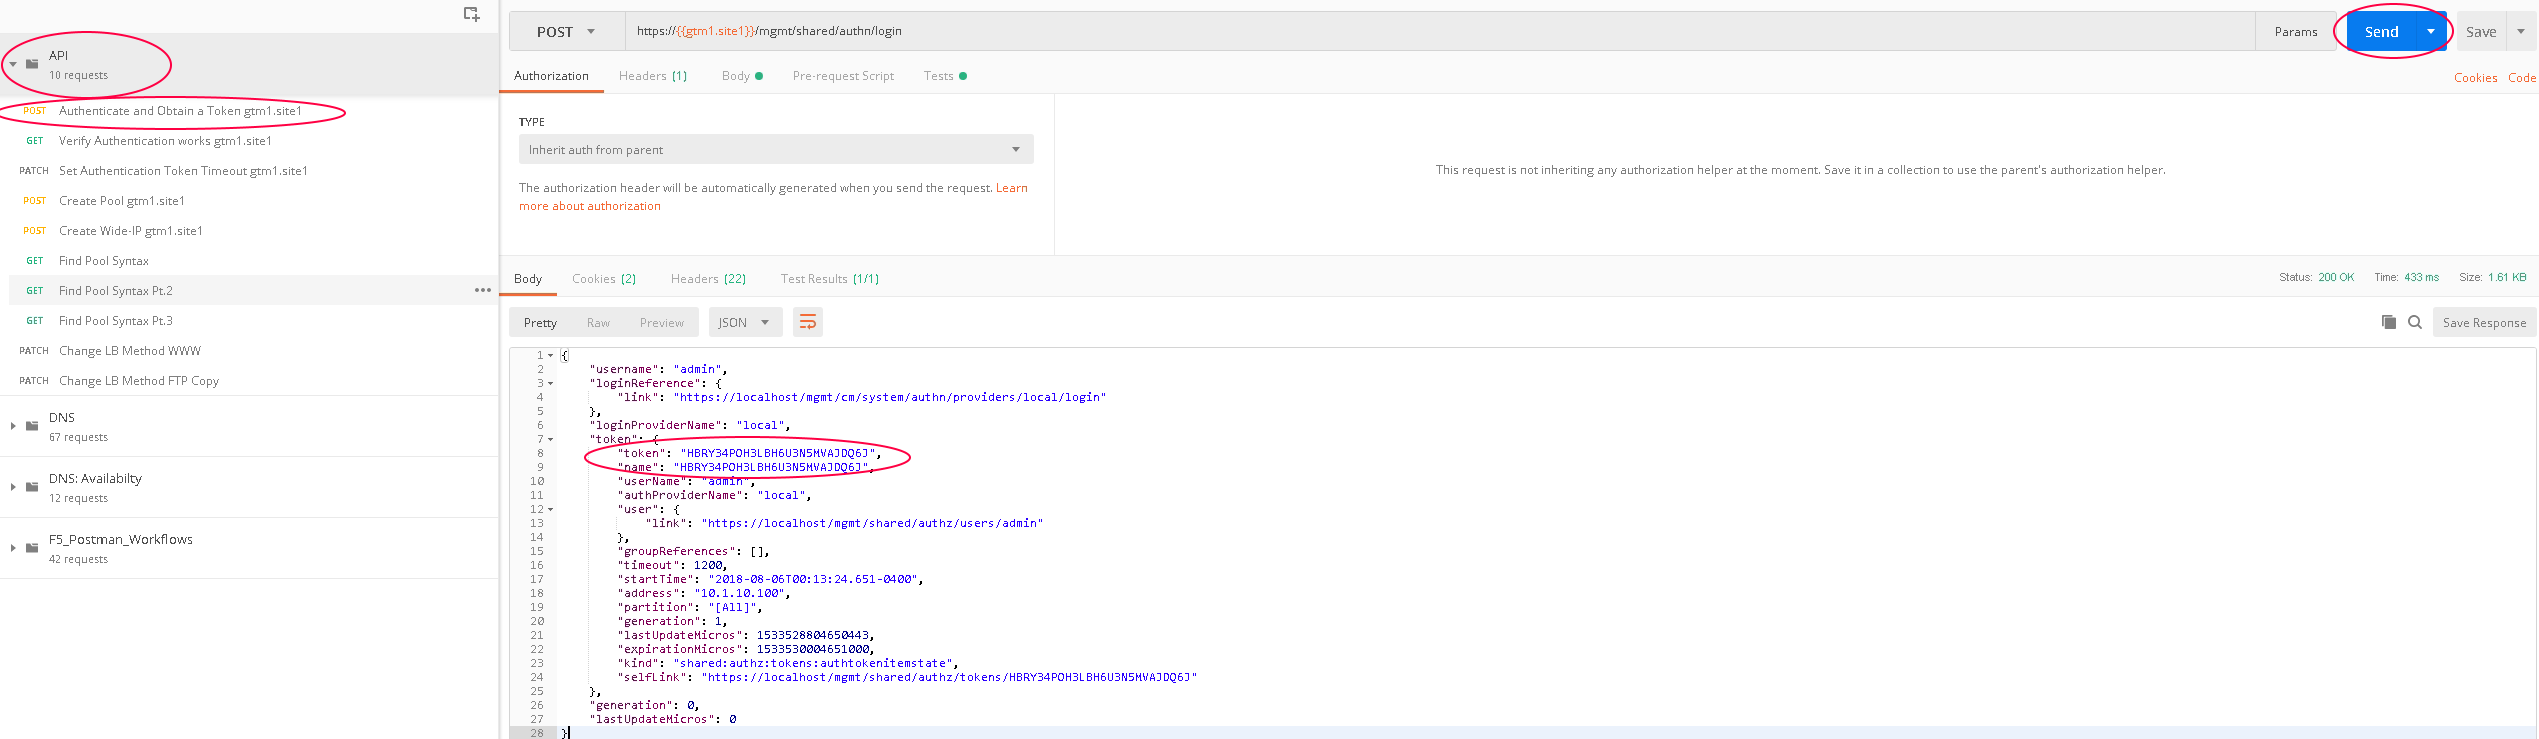 API
10 requests
POST Authenticate and Obtain a Token gtm1.site1
GET Verify Authentication works gtm1.site1
PATCH Set Authentication Token Timeout gtm1.site1
POST Create Pool gtm1.site1
POST Create Wide-IP gtm1.site1
GET Find Pool Syntax
GET Find Pool Syntax Pt.2
GET Find Pool Syntax Pt.3
PATCH Change LB Method WWW
PATCH Change LB Method FTP Copy
DNS
67 requests
DNS: Availabilty
12 requests
F5_Postman_Workflows
42 requests
POST https://{{gtm1.site1}}/mgmt/shared/authn/login Params Send Save
Authorization Headers (1) Body Pre-request Script Tests Cookies Code
TYPE
Inherit auth from parent
The authorization header will be automatically generated when you send the request. Learn
more about authorization
This request is not inheriting any authorization helper at the moment. Save it in a collection to use the parent's authorization helper.
Body Cookies (2) Headers (22) Test Results (1/1) Status: 200 OK Time: 433 ms Size: 1.61 KB
Pretty Raw Preview JSON Save Response
1 {
2 "username": "admin",
3 "loginReference": {
4 "link": "https://localhost/mgmt/cm/system/authn/providers/local/login"
5 },
6 "loginProviderName": "local",
7 "token": {
8 "token": "HBRY34POH3LBH6U3N5MVAJDQ6J",
9 "name": "HBRY34POH3LBH6U3N5MVAJDQ6J",
10 "userName": "admin",
11 "authProviderName": "local",
12 "user": {
13 "link": "https://localhost/mgmt/shared/authz/users/admin"
14 },
15 "groupReferences": [],
16 "timeout": 1200,
17 "startTime": "2018-08-06T00:13:24.651-0400",
18 "address": "10.1.10.100",
19 "partition": "[All]",
20 "generation": 1,
21 "lastUpdateMicros": 1533528804650443,
22 "expirationMicros": 1533530004651000,
23 "kind": "shared:authz:tokens:authtokenitemstate",
24 "selfLink": "https://localhost/mgmt/shared/authz/tokens/HBRY34POH3LBH6U3N5MVAJDQ6J"
25 },
26 "generation": 0,
27 "lastUpdateMicros": 0
28 }